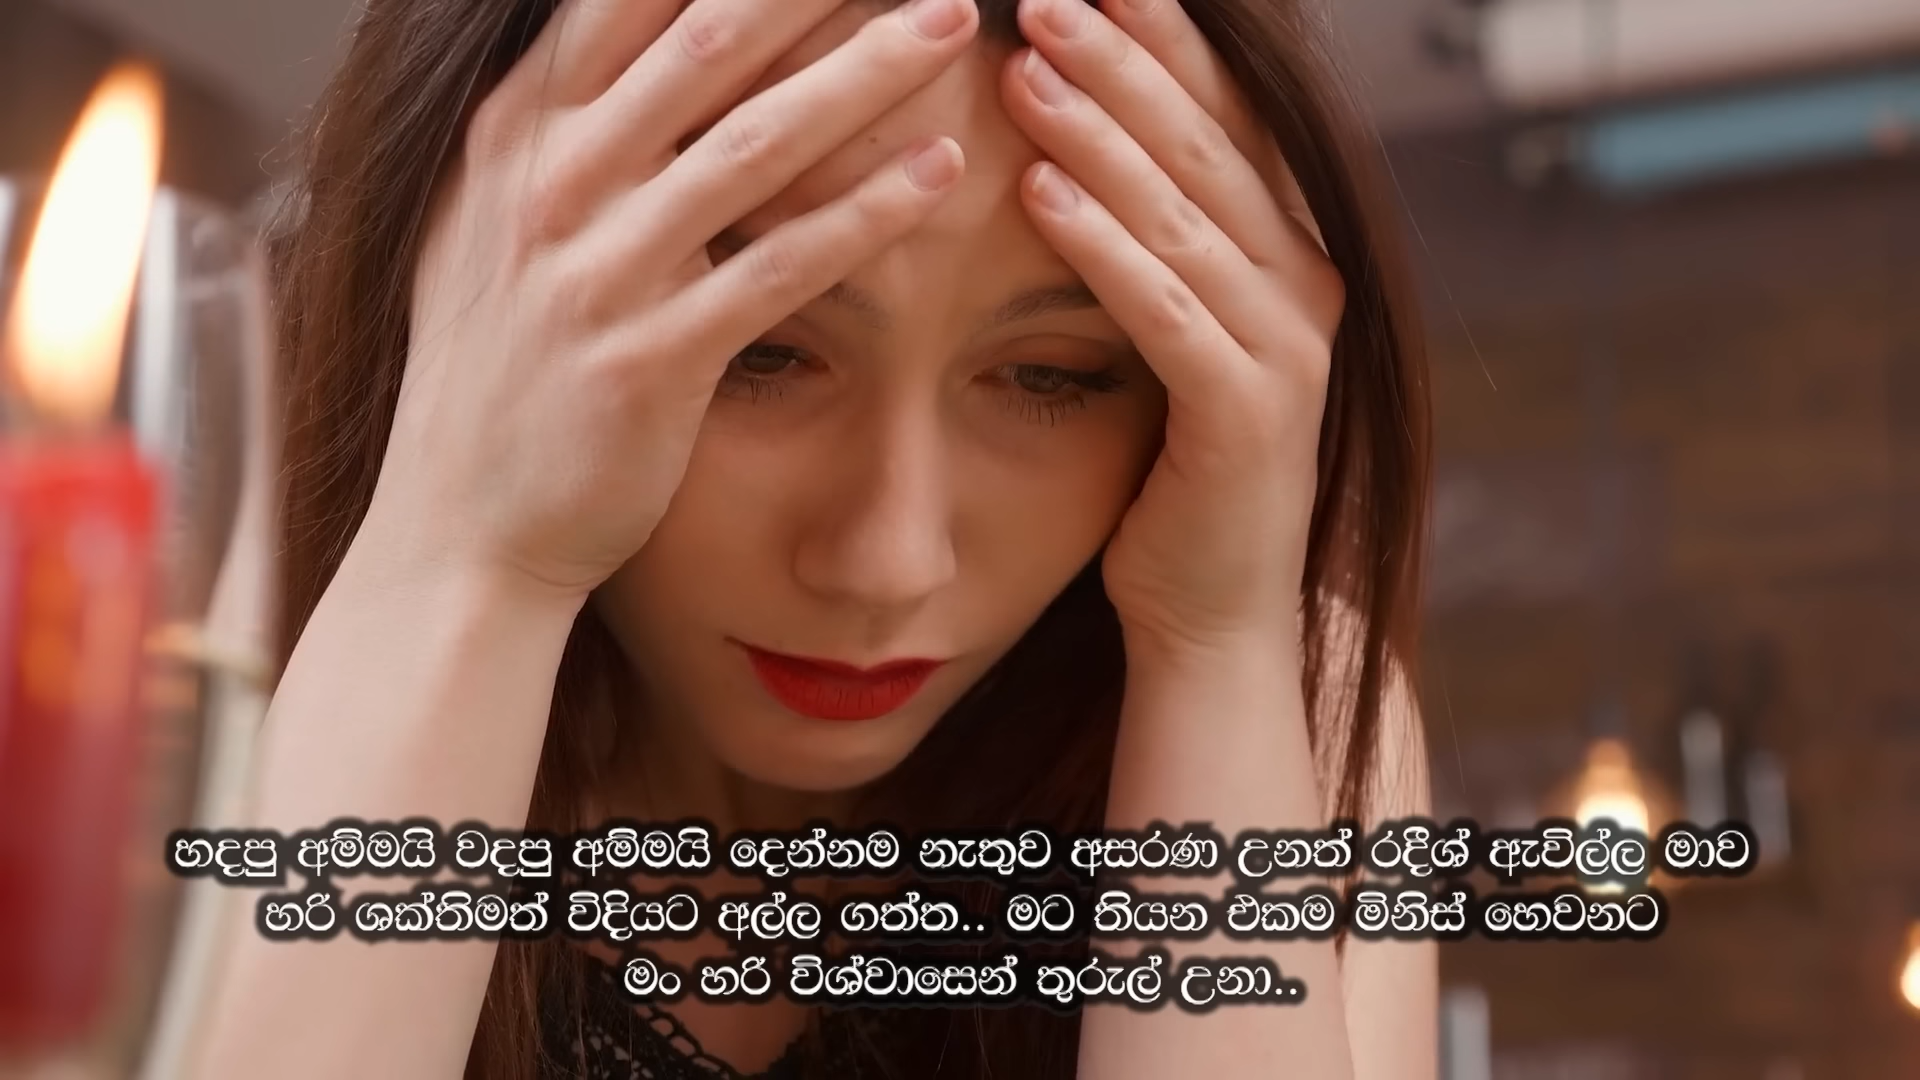 හදපු අම්මයි වදපු අම්මයි දෙන්නම නැතුව අසරණ උනත් රදීශ් ඇවිල්ල මාව
හරි ශක්තිමත් විදියට අල්ල ගත්ත.. මට තියන එකම මිනිස් හෙවනට
මං හරි විශ්වාසෙන් තුරුල් උනා..